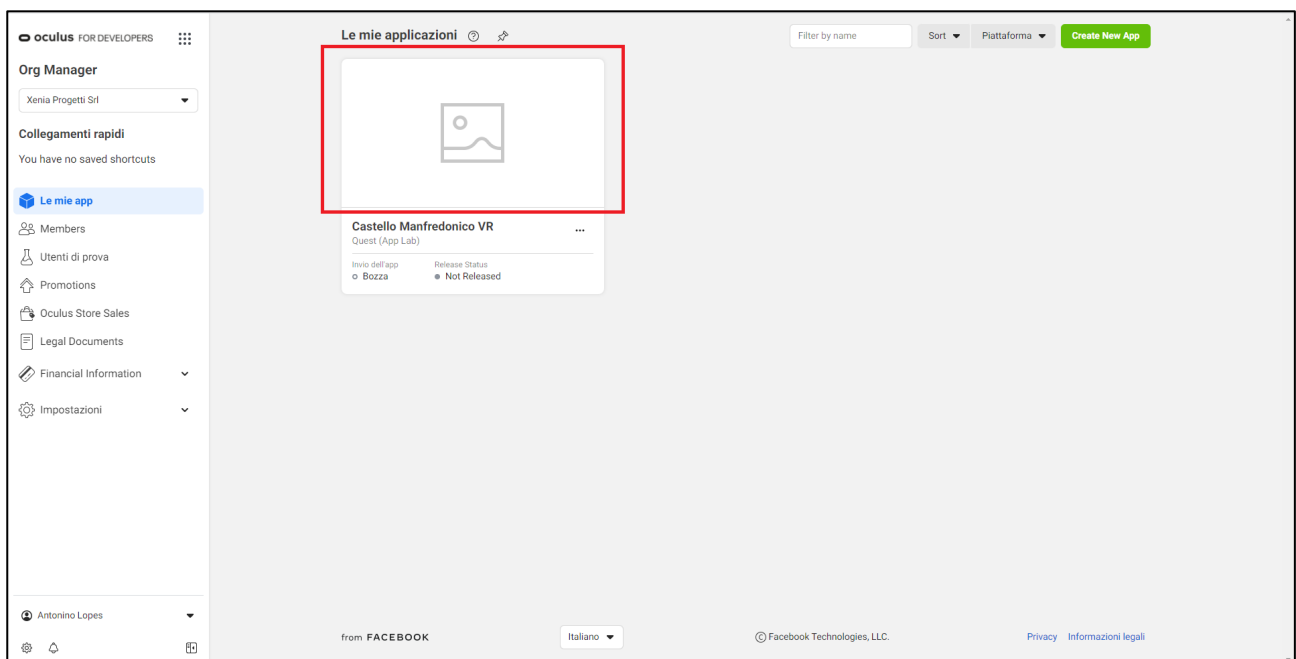 oculus FOR DEVELOPERS
Org Manager
Xenia Progetti Srl
Collegamenti rapidi
You have no saved shortcuts
Le mie app
Members
Utenti di prova
Promotions
Oculus Store Sales
Legal Documents
Financial Information
Impostazioni
Antonino Lopes
Le mie applicazioni
Filter by name
Sort
Piattaforma
Create New App
Castello Manfredonico VR
...
Quest (App Lab)
Invio dell'app Release Status
Bozza Not Released
from FACEBOOK
Italiano
© Facebook Technologies, LLC.
Privacy Informazioni legali